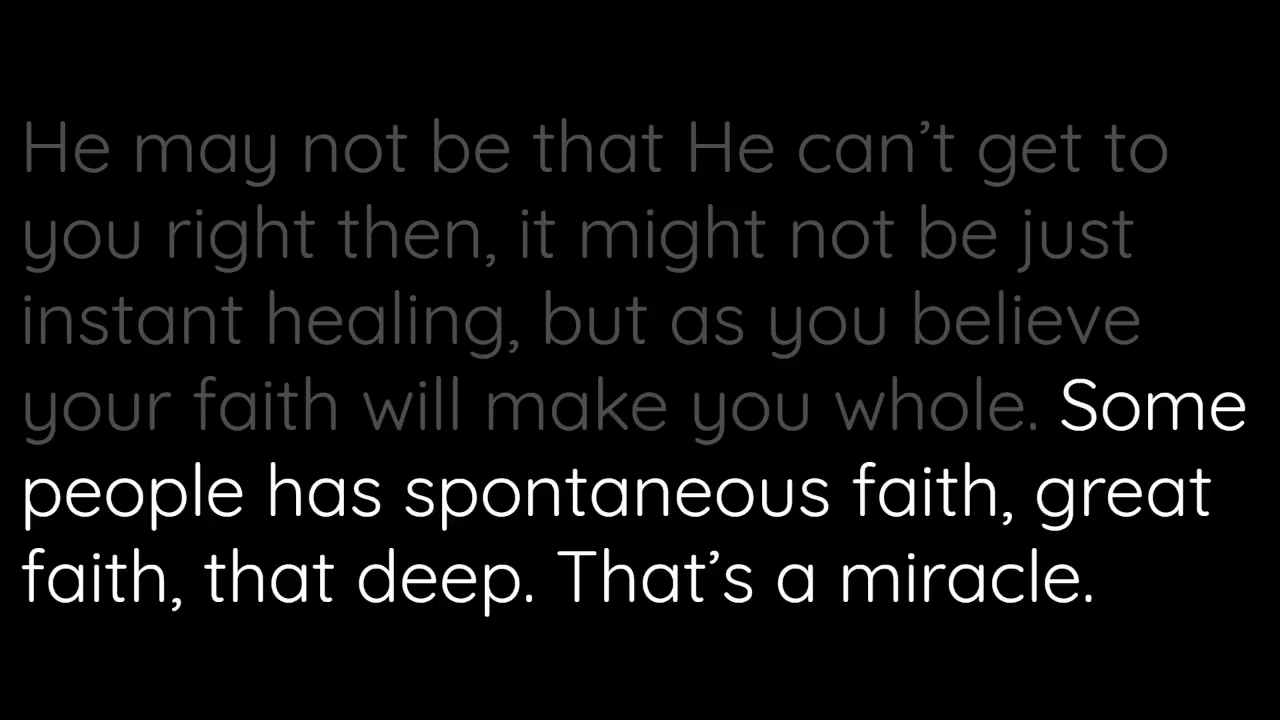 He may not be that He can’t get to
you right then, it might not be just
instant healing, but as you believe
your faith will make you whole. Some
people has spontaneous faith, great
faith, that deep. That’s a miracle.